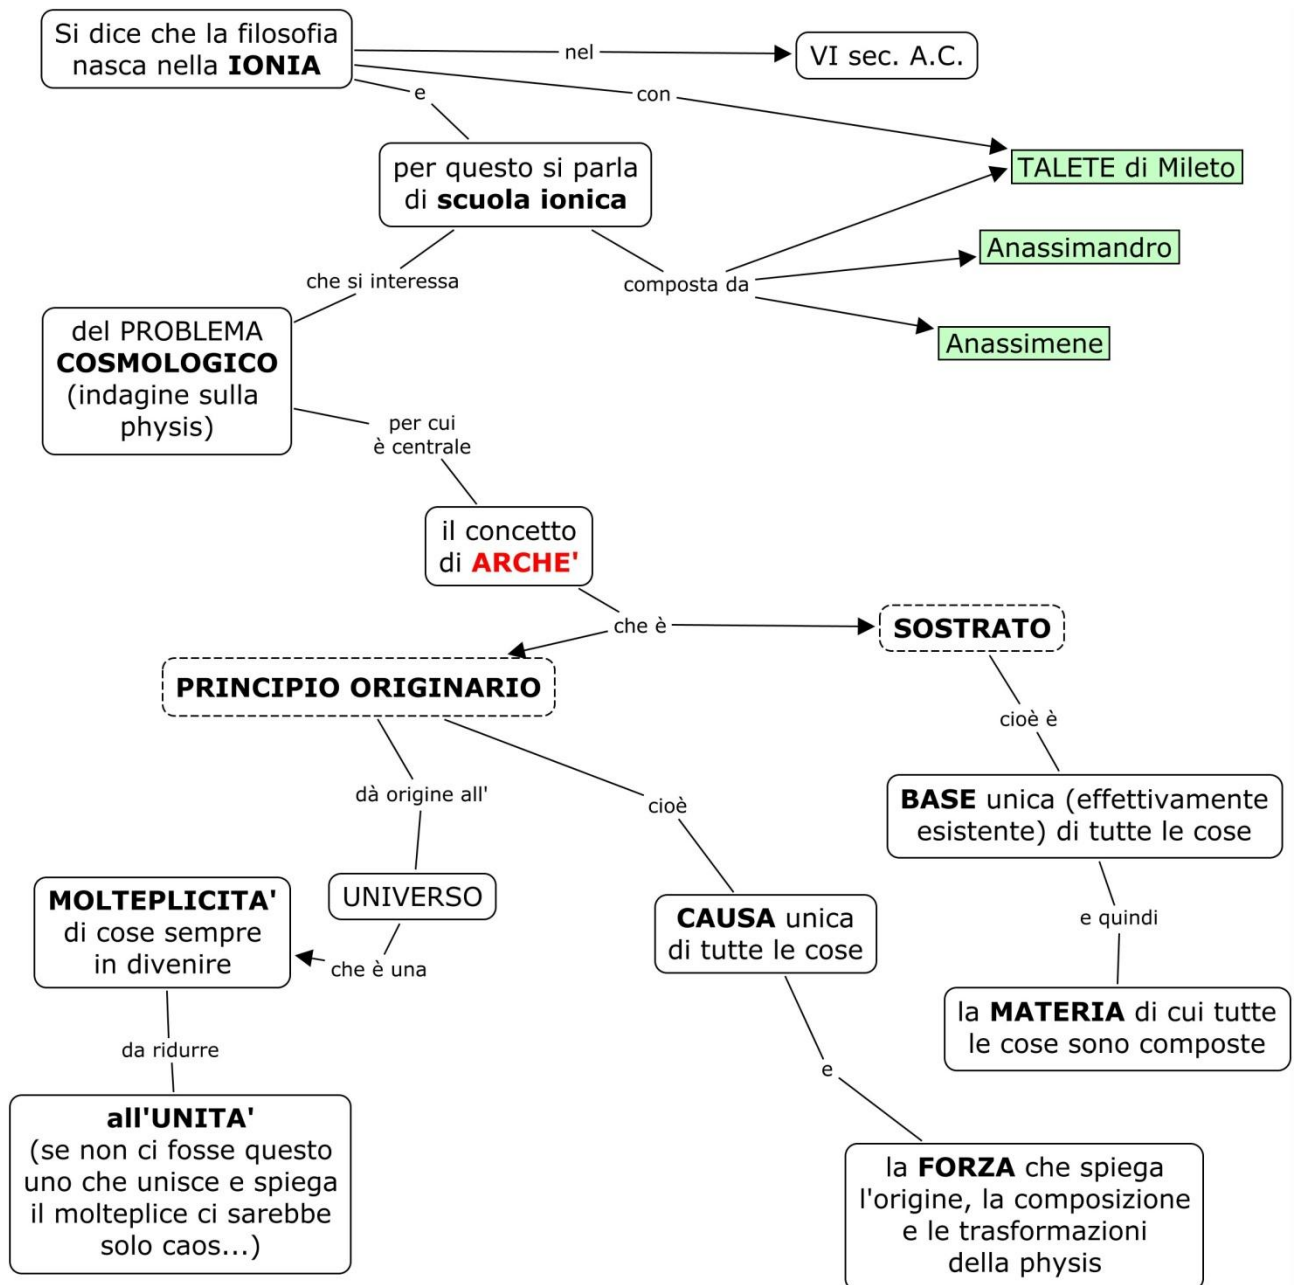 Si dice che la filosofia
nasca nella IONIA
nel
VI sec. A.C.
e
con
per questo si parla
di scuola ionica
TALETE di Mileto
Anassimandro
che si interessa
composta da
Anassimene
del PROBLEMA
COSMOLOGICO
(indagine sulla
physis)
per cui
è centrale
il concetto
di ARCHE'
che è
SOSTRATO
PRINCIPIO ORIGINARIO
cioè è
dà origine all'
cioè
BASE unica (effettivamente
esistente) di tutte le cose
MOLTEPLICITA'
di cose sempre
in divenire
UNIVERSO
che è una
CAUSA unica
di tutte le cose
e quindi
la MATERIA di cui tutte
le cose sono composte
da ridurre
e
all'UNITA'
(se non ci fosse questo
uno che unisce e spiega
il molteplice ci sarebbe
solo caos...)
la FORZA che spiega
l'origine, la composizione
e le trasformazioni
della physis